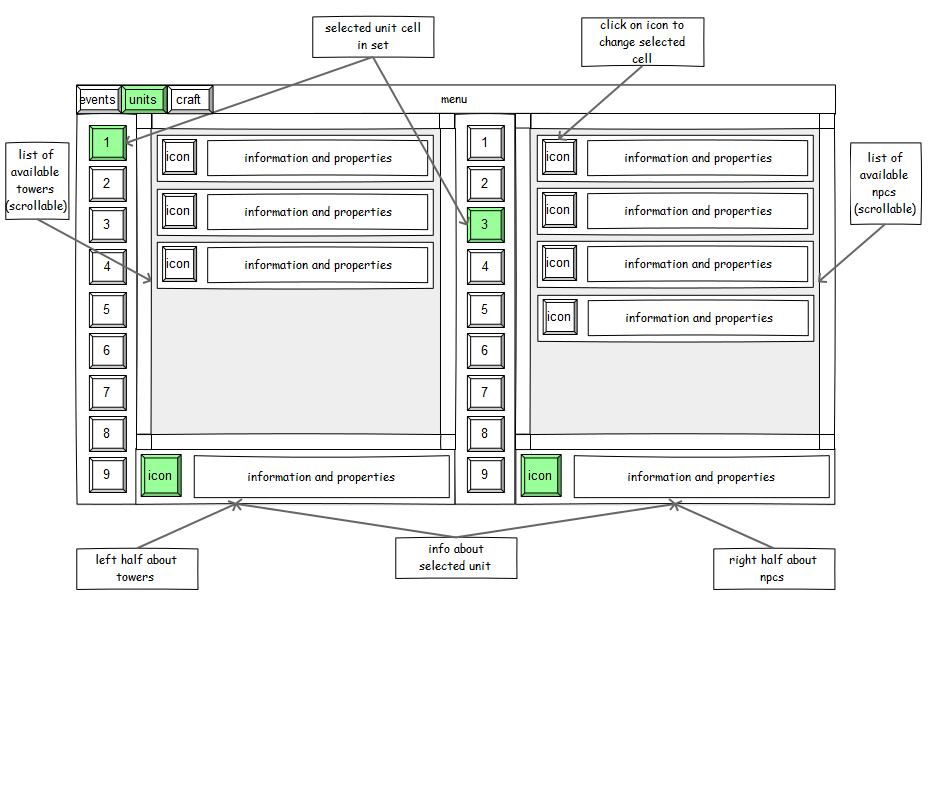 selected unit cell
in set
click on icon to
change selected
cell
events units craft
menu
list of
available
towers
(scrollable)
list of
available
npcs
(scrollable)
1
2
3
4
5
6
7
8
9
icon information and properties
icon information and properties
icon information and properties
icon information and properties
1
2
3
4
5
6
7
8
9
icon information and properties
icon information and properties
icon information and properties
icon information and properties
icon information and properties
left half about
towers
info about
selected unit
right half about
npcs